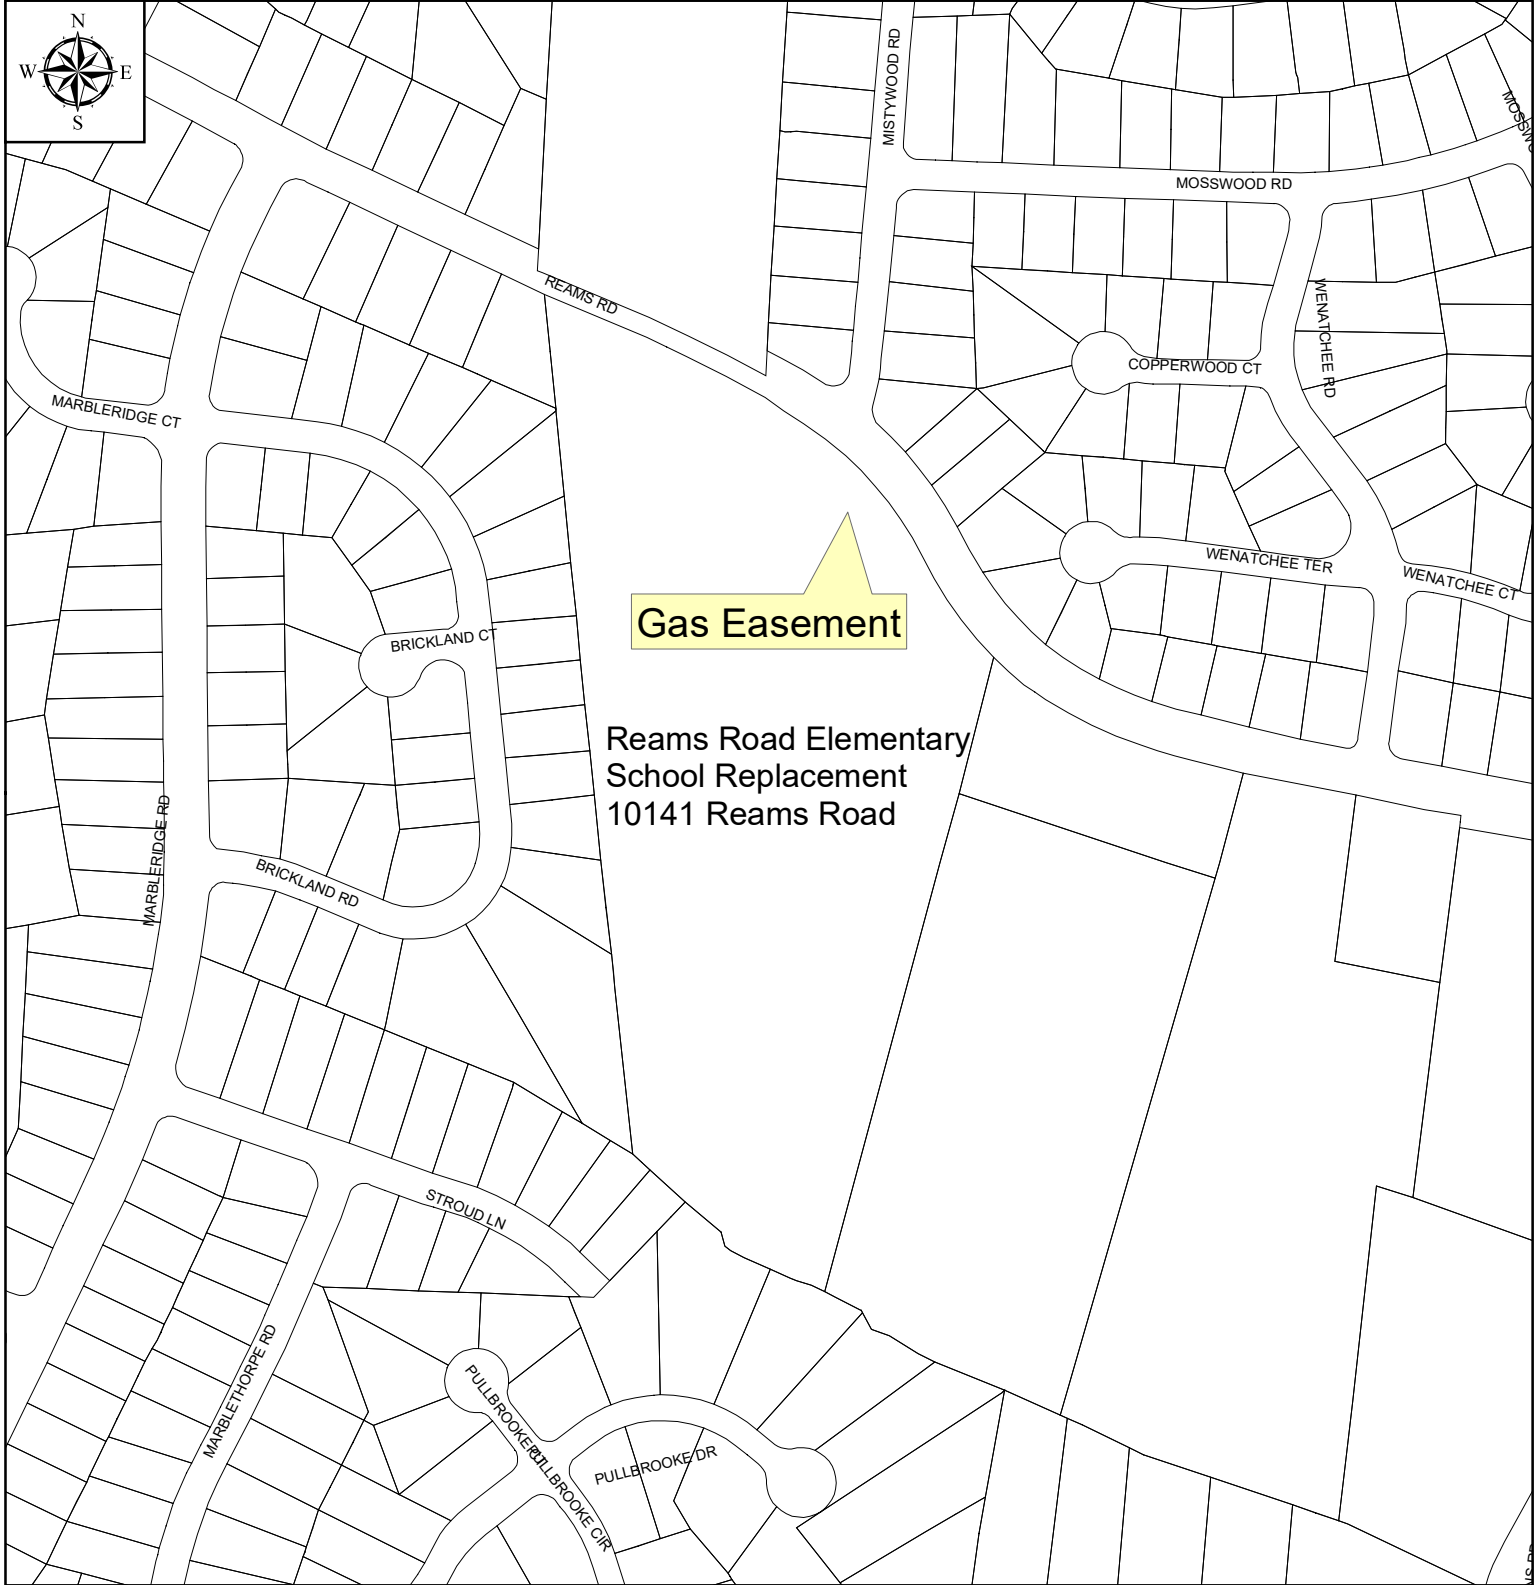 N
W E
S
MISTYWOOD RD
MOSSWOOD RD
REAMS RD
WENATCHEE RD
COPPERWOOD CT
MARBLERIDGE CT
WENATCHEE TER
WENATCHEE CT
Gas Easement
BRICKLAND CT
Reams Road Elementary
School Replacement
10141 Reams Road
MARBLERIDGE RD
BRICKLAND RD
STROUD LN
MARBLETHORPE RD
PULLBROOKE CT
PULLBROOKE CIR
PULLBROOKE DR